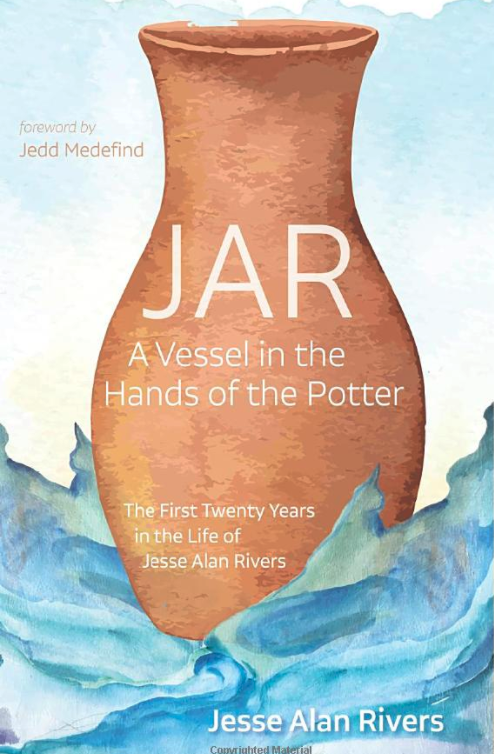 foreword by
Jedd Medefind
JAR
A Vessel in the
Hands of the Potter
The First Twenty Years
in the Life of
Jesse Alan Rivers
Jesse Alan Rivers
Copyrighted Material